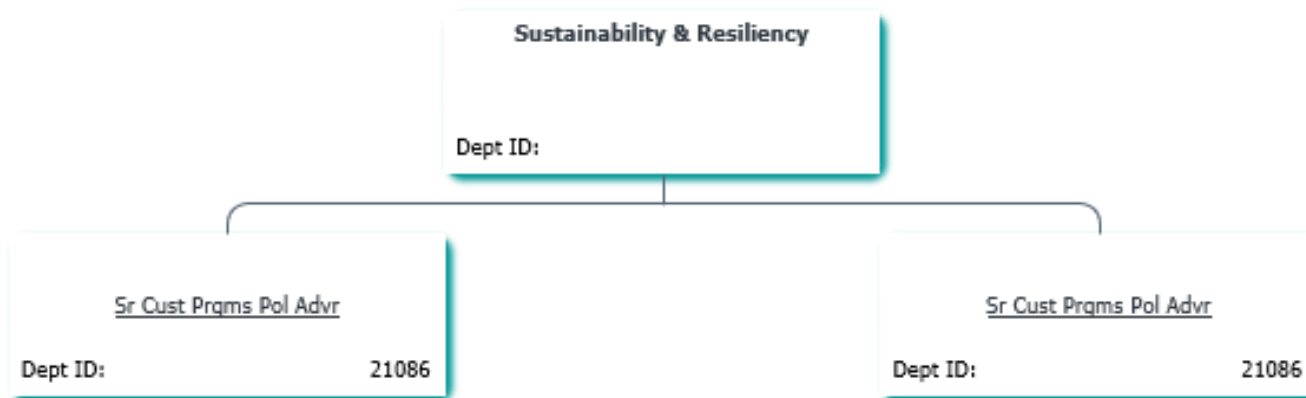 Sustainability & Resiliency
Dept ID:
Sr Cust Prgms Pol Advr
Dept ID: 21086
Sr Cust Prgms Pol Advr
Dept ID: 21086